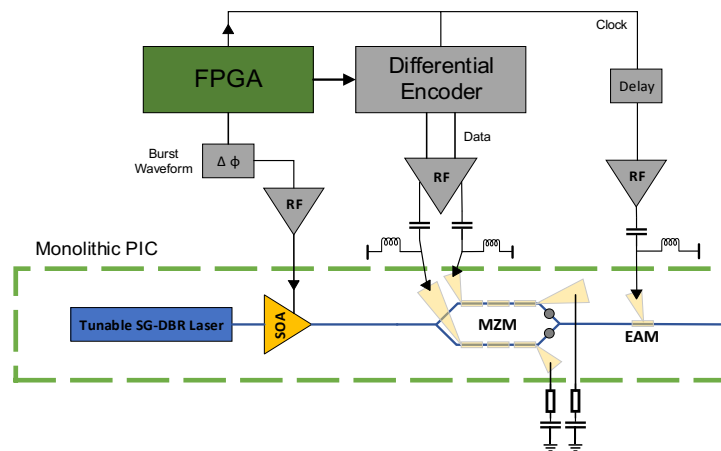 Clock
FPGA
Differential
Encoder
Delay
Burst
Waveform
Δ ϕ
Data
RF
RF
RF
Monolithic PIC
Tunable SG-DBR Laser
SOA
MZM
EAM